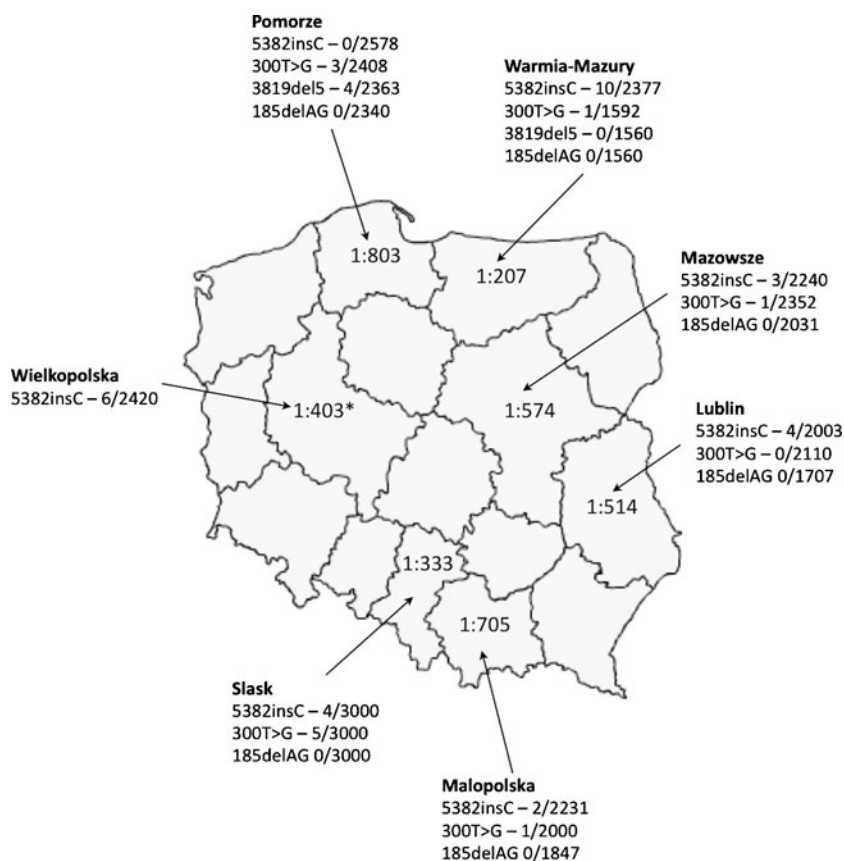 Pomorze
5382insC – 0/2578
300T>G – 3/2408
3819del5 – 4/2363
185delAG 0/2340
Warmia-Mazury
5382insC – 10/2377
300T>G – 1/1592
3819del5 – 0/1560
185delAG 0/1560
1:803
1:207
Mazowsze
5382insC – 3/2240
300T>G – 1/2352
185delAG 0/2031
Wielkopolska
5382insC – 6/2420
1:403*
1:574
Lublin
5382insC – 4/2003
300T>G – 0/2110
185delAG 0/1707
1:514
1:333
1:705
Slask
5382insC – 4/3000
300T>G – 5/3000
185delAG 0/3000
Malopolska
5382insC – 2/2231
300T>G – 1/2000
185delAG 0/1847